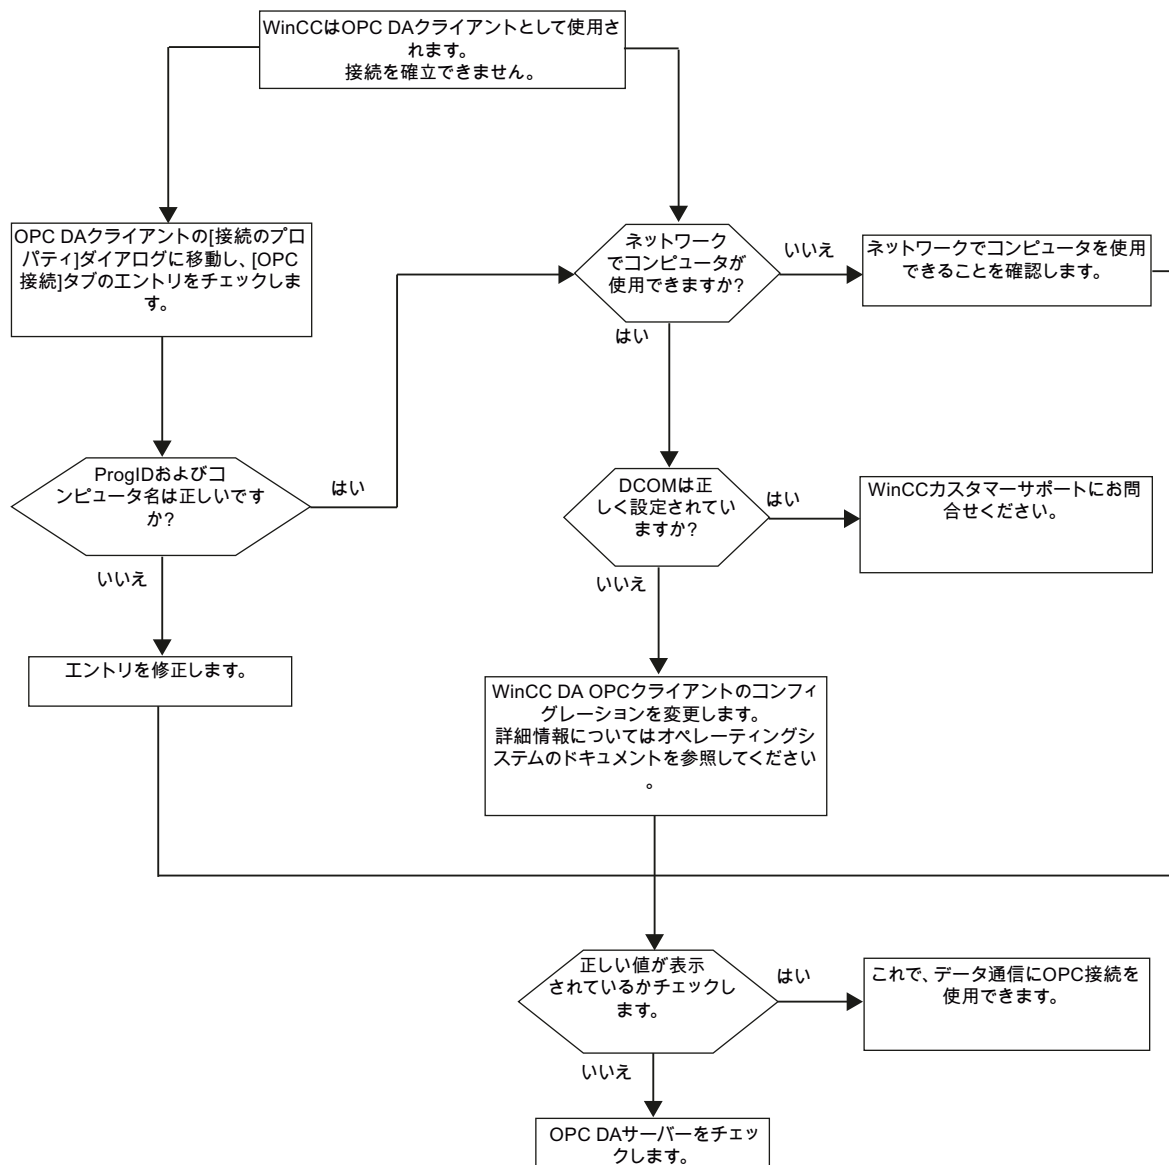 WinCCはOPC DAクライアントとして使用さ
れます。
接続を確立できません。
OPC DAクライアントの[接続のプロ
パティ]ダイアログに移動し、[OPC
接続]タブのエントリをチェックしま
す。
ネットワーク
でコンピュータが
使用できますか?
いいえ
ネットワークでコンピュータを使用
できることを確認します。
はい
ProgIDおよびコ
ンピュータ名は正しいです
か?
はい
いいえ
DCOMは正
しく設定されてい
ますか?
はい
WinCCカスタマーサポートにお問
合せください。
いいえ
エントリを修正します。
WinCC DA OPCクライアントのコンフィ
グレーションを変更します。
詳細情報についてはオペレーティングシ
ステムのドキュメントを参照してください
。
正しい値が表示
されているかチェックし
ます。
はい
これで、データ通信にOPC接続を
使用できます。
いいえ
OPC DAサーバーをチェッ
クします。